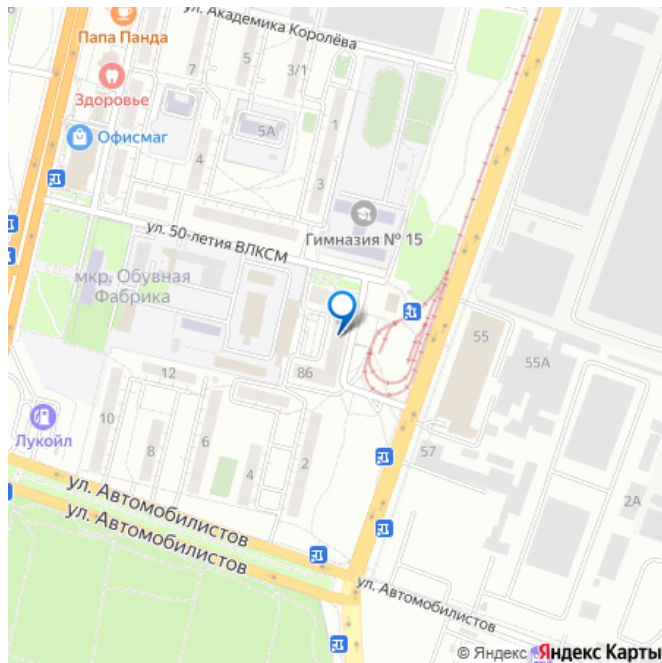 ул. Академика Королёва
Папа Панда
5
3/1
7
Здоровье
1
Офисмаг
5А
4
3
ул. 50-летия ВЛКСМ
Гимназия № 15
мкр. Обувная
Фабрика
55
55А
12
86
10
6
Лукойл
8
4
2
57
2А
ул. Автомобилистов
ул. Автомобилистов
ул. Автомобилистов
© Яндекс
Яндекс Карты